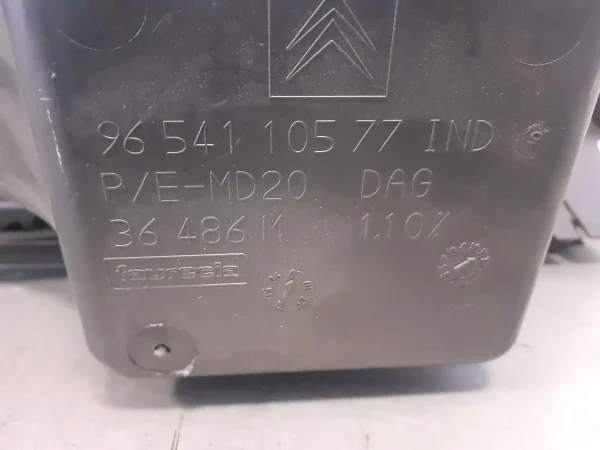 96 541 105 77 IND
P/E-MD20 DAG
36 486 M 1.10%
faurecia